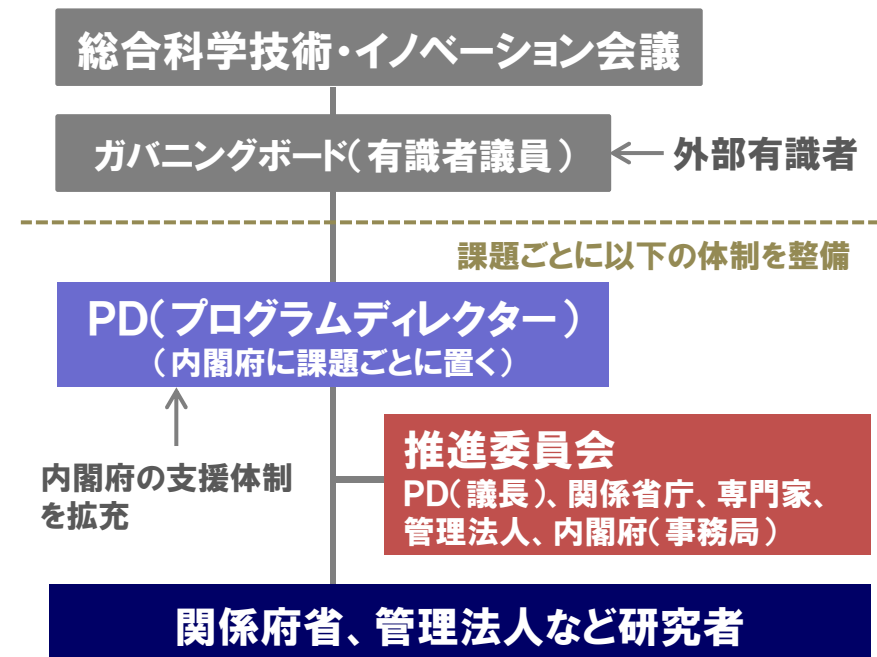 総合科学技術・イノベーション会議
ガバニングボード(有識者議員)
外部有識者
課題ごとに以下の体制を整備
PD(プログラムディレクター)
(内閣府に課題ごとに置く)
内閣府の支援体制
を拡充
推進委員会
PD(議長)、関係省庁、専門家、
管理法人、内閣府(事務局)
関係府省、管理法人など研究者